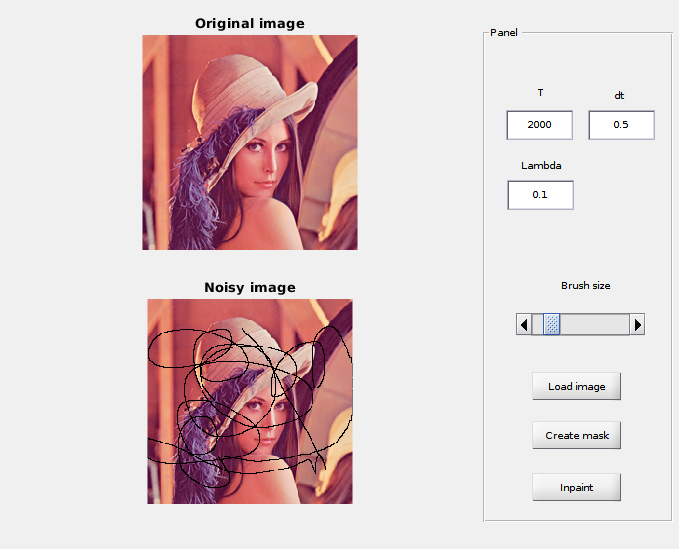 Original image
Noisy image
Panel
T
dt
2000
0.5
Lambda
0.1
Brush size
Load image
Create mask
Inpaint